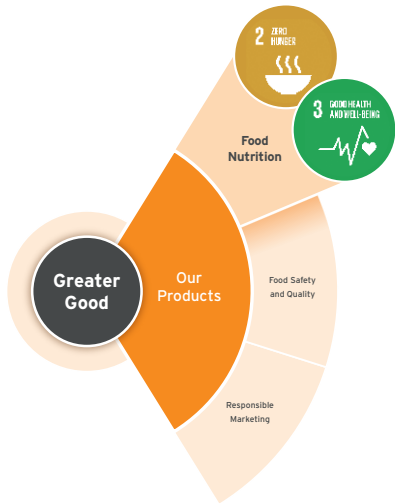 2 ZERO
HUNGER
3 GOOD HEALTH
AND WELL-BEING
Food
Nutrition
Greater
Good
Our
Products
Food Safety
and Quality
Responsible
Marketing